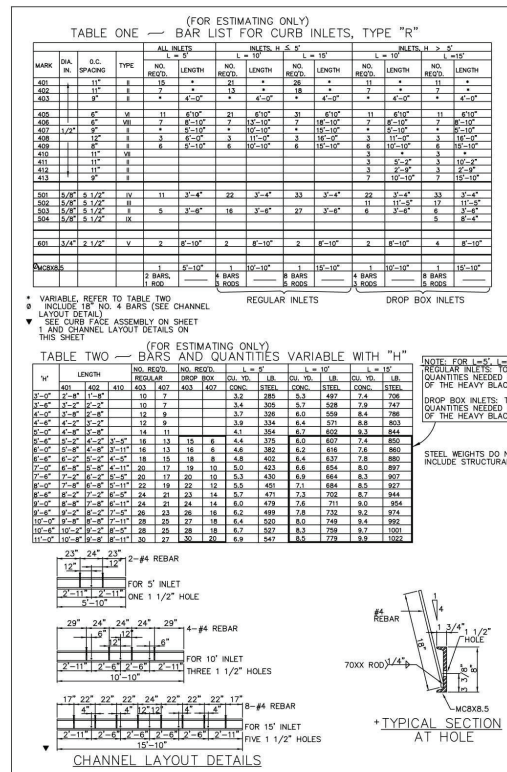 (FOR ESTIMATING ONLY)
TABLE ONE — BAR LIST FOR CURB INLETS, TYPE "R"
ALL INLETS INLETS, H ≤ 5' INLETS, H > 5'
MARK DIA. IN. O.C. SPACING TYPE L = 5' L = 10' L = 15' L = 10' L =15'
NO. REQ'D. LENGTH NO. REQ'D. LENGTH NO. REQ'D. LENGTH NO. REQ'D. LENGTH NO. REQ'D. LENGTH
401 11" II 15 * 21 * 26 * 11 * 11 *
402 11" II 7 * 13 * 18 * 7 * 7 *
403 9" II * 4'-0" * 4'-0" * 4'-0" * 4'-0" * 4'-0"
405 6" VI 11 6'10" 21 6'10" 31 6'10" 11 6'10" 11 6'10"
406 6" VIII 7 8'-10" 7 13'-10" 7 18'-10" 7 8'-10" 7 8'-10"
407 1/2" 9" II * 5'-10" * 10'-10" * 15'-10" * 5'-10" * 5'-10"
408 12" II 3 6'-0" 3 11'-0" 3 16'-0" 3 11'-0" 3 16'-0"
409 8" II 6 5'-10" 6 10'-10" 6 15'-10" 6 10'-10" 6 15'-10"
410 11" VII 3 * 3 *
411 11" II 3 5'-2" 3 10'-2"
412 11" II 3 2'-9" 3 2'-9"
413 9" II 7 10'-10" 7 15'-10"
501 5/8" 5 1/2" IV 11 3'-4" 22 3'-4" 33 3'-4" 22 3'-4" 33 3'-4"
502 5/8" 5 1/2" III 11 11'-5" 17 11'-5"
503 5/8" 5 1/2" II 5 3'-6" 16 3'-6" 27 3'-6" 6 3'-6" 6 3'-6"
504 5/8" 5 1/2" IX 5 8'-4"
601 3/4" 2 1/2" V 2 8'-10" 2 8'-10" 2 8'-10" 2 8'-10" 4 8'-10"
ØMC8X8.5 1 5'-10" 1 10'-10" 1 15'-10" 1 10'-10" 1 15'-10"
2 BARS, 1 ROD 4 BARS 3 RODS 8 BARS 5 RODS 4 BARS 3 RODS 8 BARS 5 RODS
REGULAR INLETS DROP BOX INLETS
* VARIABLE, REFER TO TABLE TWO
Ø INCLUDE 18" NO. 4 BARS (SEE CHANNEL
LAYOUT DETAIL)
▼ SEE CURB FACE ASSEMBLY ON SHEET
1 AND CHANNEL LAYOUT DETAILS ON
THIS SHEET
(FOR ESTIMATING ONLY)
TABLE TWO — BARS AND QUANTITIES VARIABLE WITH "H"
'H' LENGTH NO. REQ'D. REGULAR NO. REQ'D. DROP BOX L = 5' L = 10' L = 15'
401 402 410 403 407 403 407 CU. YD. CONC. LB. STEEL CU. YD. CONC. LB. STEEL CU. YD. CONC. LB. STEEL
3'-0" 2'-8" 1'-8" 10 7 3.2 285 5.3 497 7.4 706
3'-6" 3'-2" 2'-2" 10 7 3.4 305 5.7 528 7.9 747
4'-0" 3'-8" 2'-8" 12 9 3.7 326 6.0 559 8.4 786
4'-6" 4'-2" 3'-2" 12 9 3.9 334 6.4 571 8.8 803
5'-0" 4'-8" 3'-8" 14 11 4.1 354 6.7 602 9.3 844
5'-6" 5'-2" 4'-2" 3'-5" 16 13 15 6 4.4 375 6.0 607 7.4 850
6'-0" 5'-8" 4'-8" 3'-11" 16 13 16 6 4.6 382 6.2 616 7.6 860
6'-6" 6'-2" 5'-2" 4'-5" 18 15 18 8 4.8 402 6.4 637 7.8 880
7'-0" 6'-8" 5'-8" 4'-11" 20 17 19 10 5.0 423 6.6 654 8.0 897
7'-6" 7'-2" 6'-2" 5'-5" 20 17 20 10 5.3 430 6.9 664 8.3 907
8'-0" 7'-8" 6'-8" 5'-11" 22 19 22 12 5.5 451 7.1 684 8.5 927
8'-6" 8'-2" 7'-2" 6'-5" 24 21 23 14 5.7 471 7.3 702 8.7 944
9'-0" 8'-8" 7'-8" 6'-11" 24 21 24 14 6.0 479 7.6 711 9.0 954
9'-6" 9'-2" 8'-2" 7'-5" 26 23 26 16 6.2 499 7.8 732 9.2 974
10'-0" 9'-8" 8'-8" 7'-11" 28 25 27 18 6.4 520 8.0 749 9.4 992
10'-6" 10'-2" 9'-2" 8'-5" 28 25 28 18 6.7 527 8.3 759 9.7 1001
11'-0" 10'-8" 9'-8" 8'-11" 30 27 30 20 6.9 547 8.5 779 9.9 1022
NOTE: FOR L=5', L=
REGULAR INLETS: TO
QUANTITIES NEEDED
OF THE HEAVY BLAC
DROP BOX INLETS: T
QUANTITIES NEEDED
OF THE HEAVY BLAC
STEEL WEIGHTS DO N
INCLUDE STRUCTURA
23" 24" 23"
12" 12"
2-#4 REBAR
FOR 5' INLET
ONE 1 1/2" HOLE
2'-11" 2'-11"
5'-10"
29" 24" 24" 24" 29"
6" 12" 12" 6"
4-#4 REBAR
FOR 10' INLET
THREE 1 1/2" HOLES
2'-11" 2'-6" 2'-6" 2'-11"
10'-10"
17" 22" 24" 22" 24" 22" 22" 17"
4" 4" 12" 12" 4" 4"
8-#4 REBAR
FOR 15' INLET
FIVE 1 1/2" HOLES
2'-11" 2'-6" 2'-6" 2'-6" 2'-6" 2'-11"
15'-10"
▼ CHANNEL LAYOUT DETAILS
1
4
#4
REBAR
18"
1 3/4"
1 1/2"
HOLE
70XX ROD 1/4"
3 3/8"
8"
MC8X8.5
+TYPICAL SECTION
AT HOLE